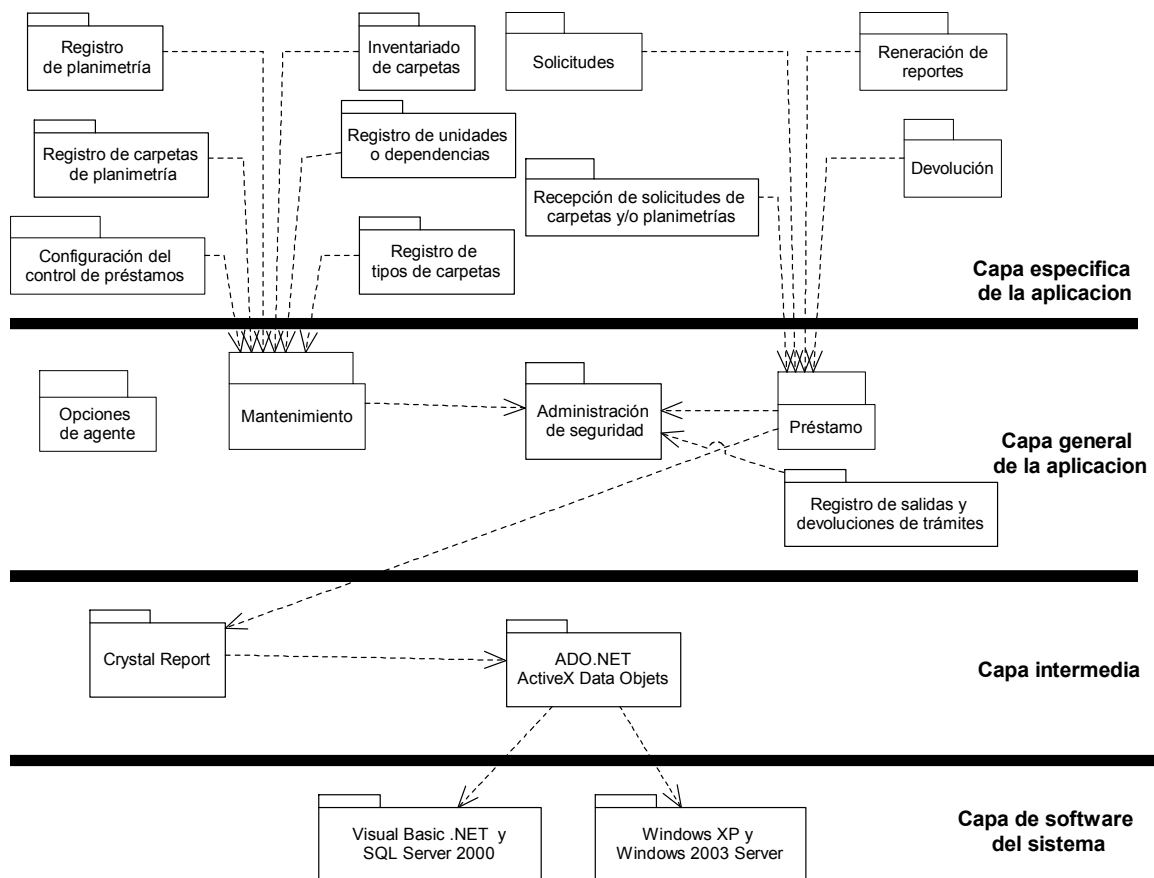 Registro
de planimetría
Inventariado
de carpetas
Solicitudes
Reneración de
reportes
Registro de carpetas
de planimetría
Registro de unidades
o dependencias
Recepción de solicitudes de
carpetas y/o planimetrías
Devolución
Configuración del
control de préstamos
Registro de
tipos de carpetas
Capa especifica
de la aplicacion
Opciones
de agente
Mantenimiento
Administración
de seguridad
Préstamo
Capa general
de la aplicacion
Registro de salidas y
devoluciones de trámites
Crystal Report
ADO.NET
ActiveX Data Objets
Capa intermedia
Visual Basic .NET y
SQL Server 2000
Windows XP y
Windows 2003 Server
Capa de software
del sistema